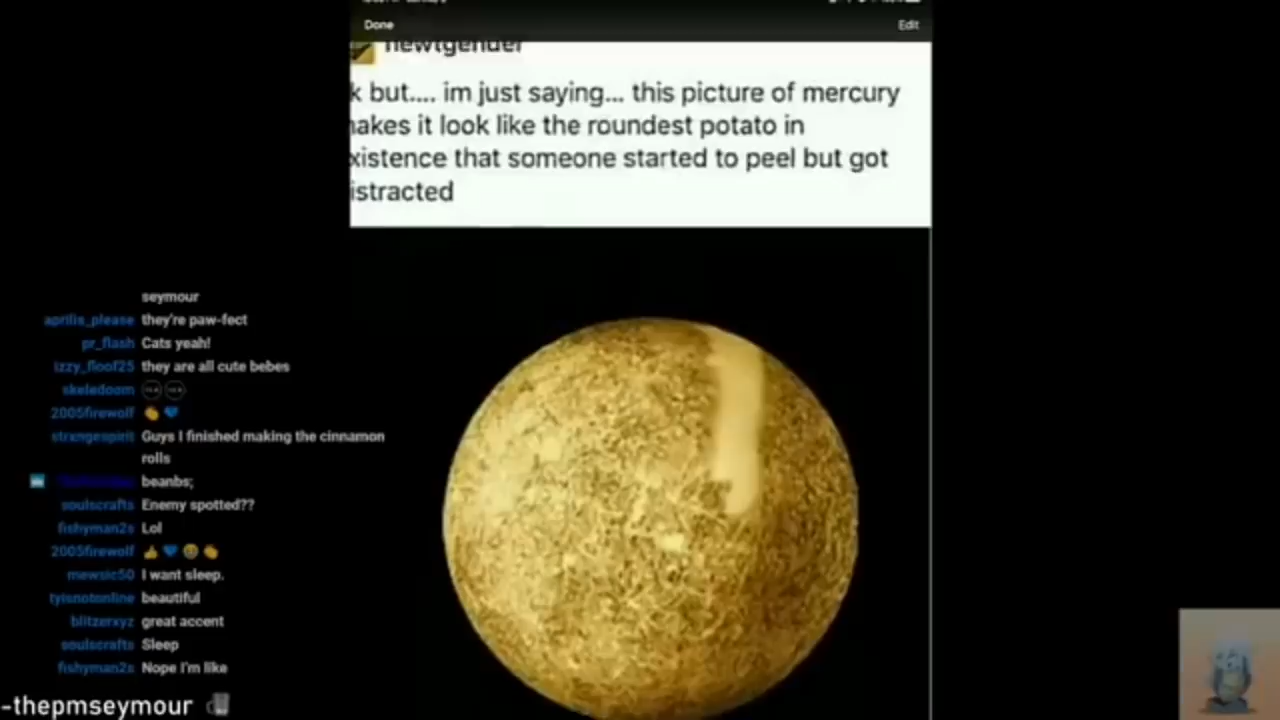 Done
Edit
newtgender
k but.... im just saying... this picture of mercury
akes it look like the roundest potato in
xistence that someone started to peel but got
istracted
seymour
aprilis_please they're paw-fect
pr_flash Cats yeah!
izzy_floof25 they are all cute bebes
skeledoom
2005firewolf 👏 💙
strxngespirit Guys I finished making the cinnamon
rolls
beanbs;
soulscrafts Enemy spotted??
fishyman2s Lol
2005firewolf 👍 💙 😊 👏
mewsic50 I want sleep.
tyisnotonline beautiful
blitzerxyz great accent
soulscrafts Sleep
fishyman2s Nope I'm like
-thepmseymour